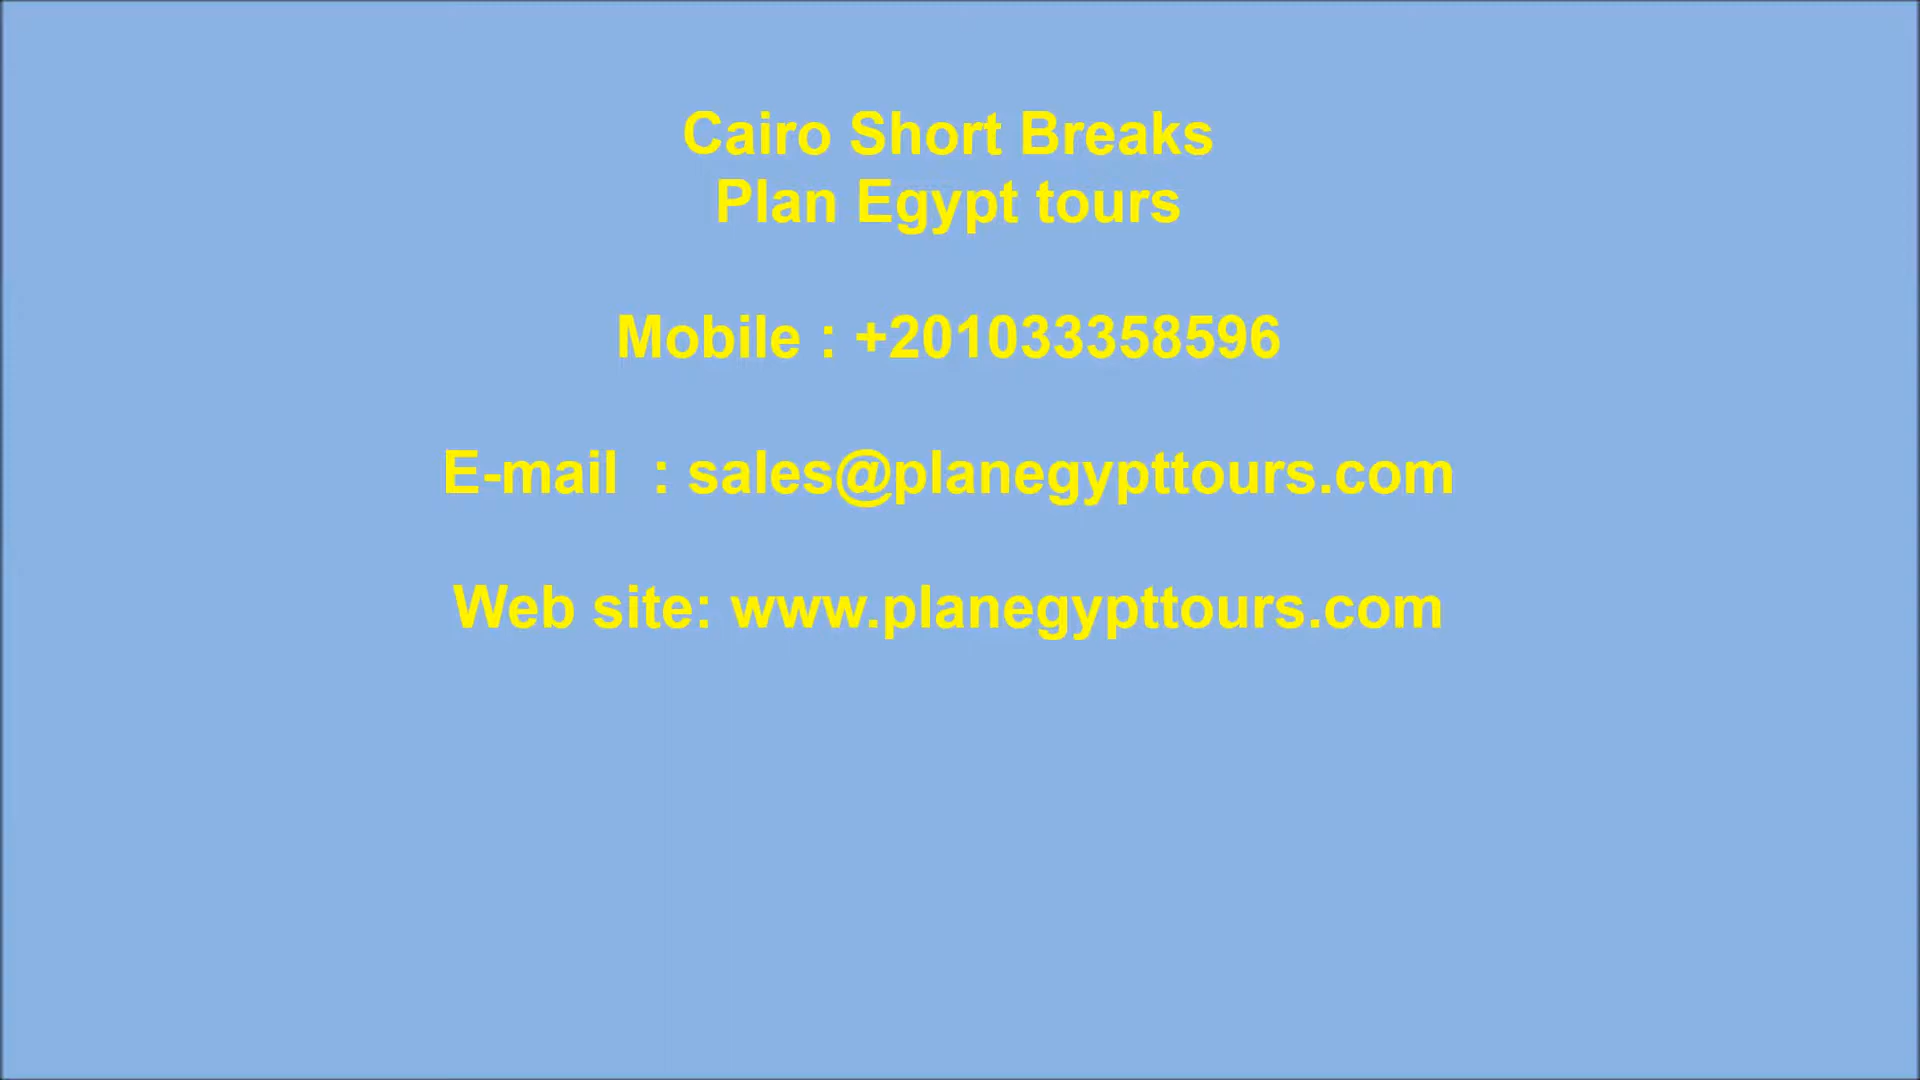 Cairo Short Breaks
Plan Egypt tours
Mobile : +201033358596
E-mail  : sales@planegypttours.com
Web site: www.planegypttours.com